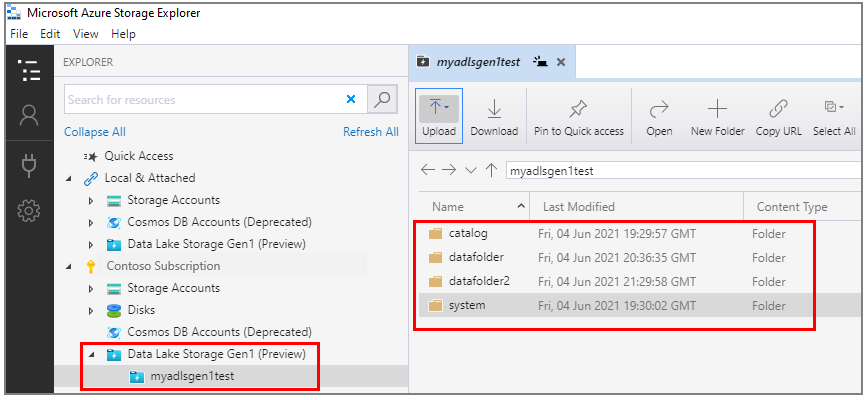 Microsoft Azure Storage Explorer
File Edit View Help
EXPLORER
Search for resources
Collapse All Refresh All
Quick Access
Local & Attached
Storage Accounts
Cosmos DB Accounts (Deprecated)
Data Lake Storage Gen1 (Preview)
Contoso Subscription
Storage Accounts
Disks
Cosmos DB Accounts (Deprecated)
Data Lake Storage Gen1 (Preview)
myadlsgen1test
myadlsgen1test
Upload Download Pin to Quick access Open New Folder Copy URL Select All
myadlsgen1test
Name Last Modified Content Type
catalog Fri, 04 Jun 2021 19:29:57 GMT Folder
datafolder Fri, 04 Jun 2021 20:36:35 GMT Folder
datafolder2 Fri, 04 Jun 2021 21:29:58 GMT Folder
system Fri, 04 Jun 2021 19:30:02 GMT Folder